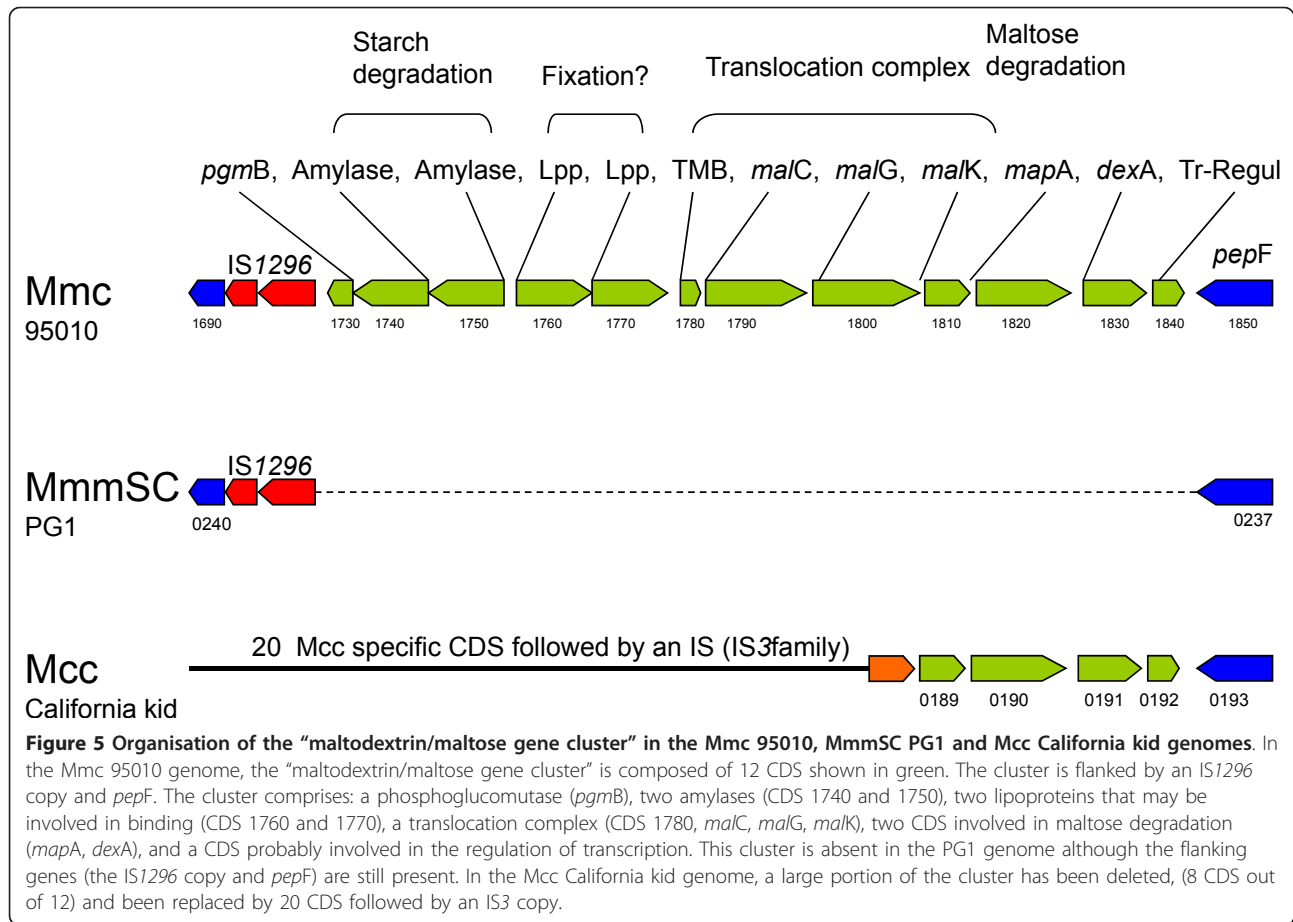 Starch
degradation
Fixation?
Translocation complex
Maltose
degradation
pgmB, Amylase, Amylase, Lpp, Lpp, TMB, malC, malG, malK, mapA, dexA, Tr-Regul
IS1296
pepF
Mmc
95010
1690 1730 1740 1750 1760 1770 1780 1790 1800 1810 1820 1830 1840 1850
IS1296
MmmSC
PG1
0240
0237
20 Mcc specific CDS followed by an IS (IS3family)
Mcc
California kid
0189 0190 0191 0192 0193
Figure 5 Organisation of the “maltodextrin/maltose gene cluster” in the Mmc 95010, MmmSC PG1 and Mcc California kid genomes. In
the Mmc 95010 genome, the “maltodextrin/maltose gene cluster” is composed of 12 CDS shown in green. The cluster is flanked by an IS1296
copy and pepF. The cluster comprises: a phosphoglucomutase (pgmB), two amylases (CDS 1740 and 1750), two lipoproteins that may be
involved in binding (CDS 1760 and 1770), a translocation complex (CDS 1780, malC, malG, malK), two CDS involved in maltose degradation
(mapA, dexA), and a CDS probably involved in the regulation of transcription. This cluster is absent in the PG1 genome although the flanking
genes (the IS1296 copy and pepF) are still present. In the Mcc California kid genome, a large portion of the cluster has been deleted, (8 CDS out
of 12) and been replaced by 20 CDS followed by an IS3 copy.